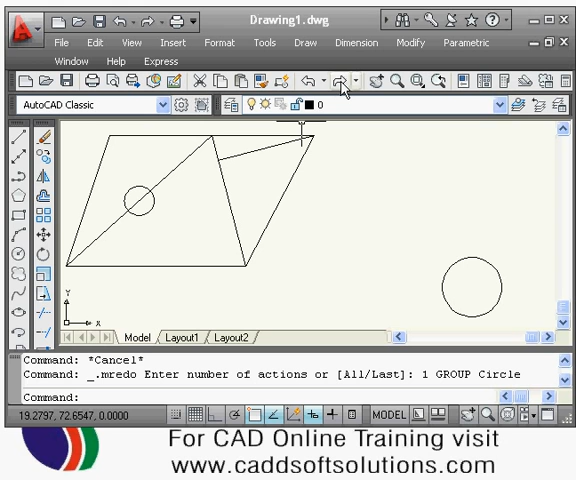 Drawing1.dwg
File Edit View Insert Format Tools Draw Dimension Modify Parametric
Window Help Express
AutoCAD Classic
0
Y
X
Model Layout1 Layout2
Command: *Cancel*
Command: _.mredo Enter number of actions or [All/Last]: 1 GROUP Circle
Command:
19.2797, 72.6547, 0.0000
MODEL
For CAD Online Training visit
www.caddsoftsolutions.com